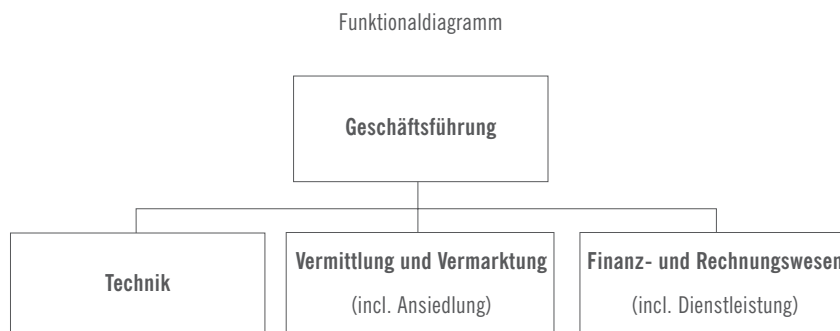 Funktionaldiagramm
Geschäftsführung
Technik
Vermittlung und Vermarktung
(incl. Ansiedlung)
Finanz- und Rechnungswesen
(incl. Dienstleistung)